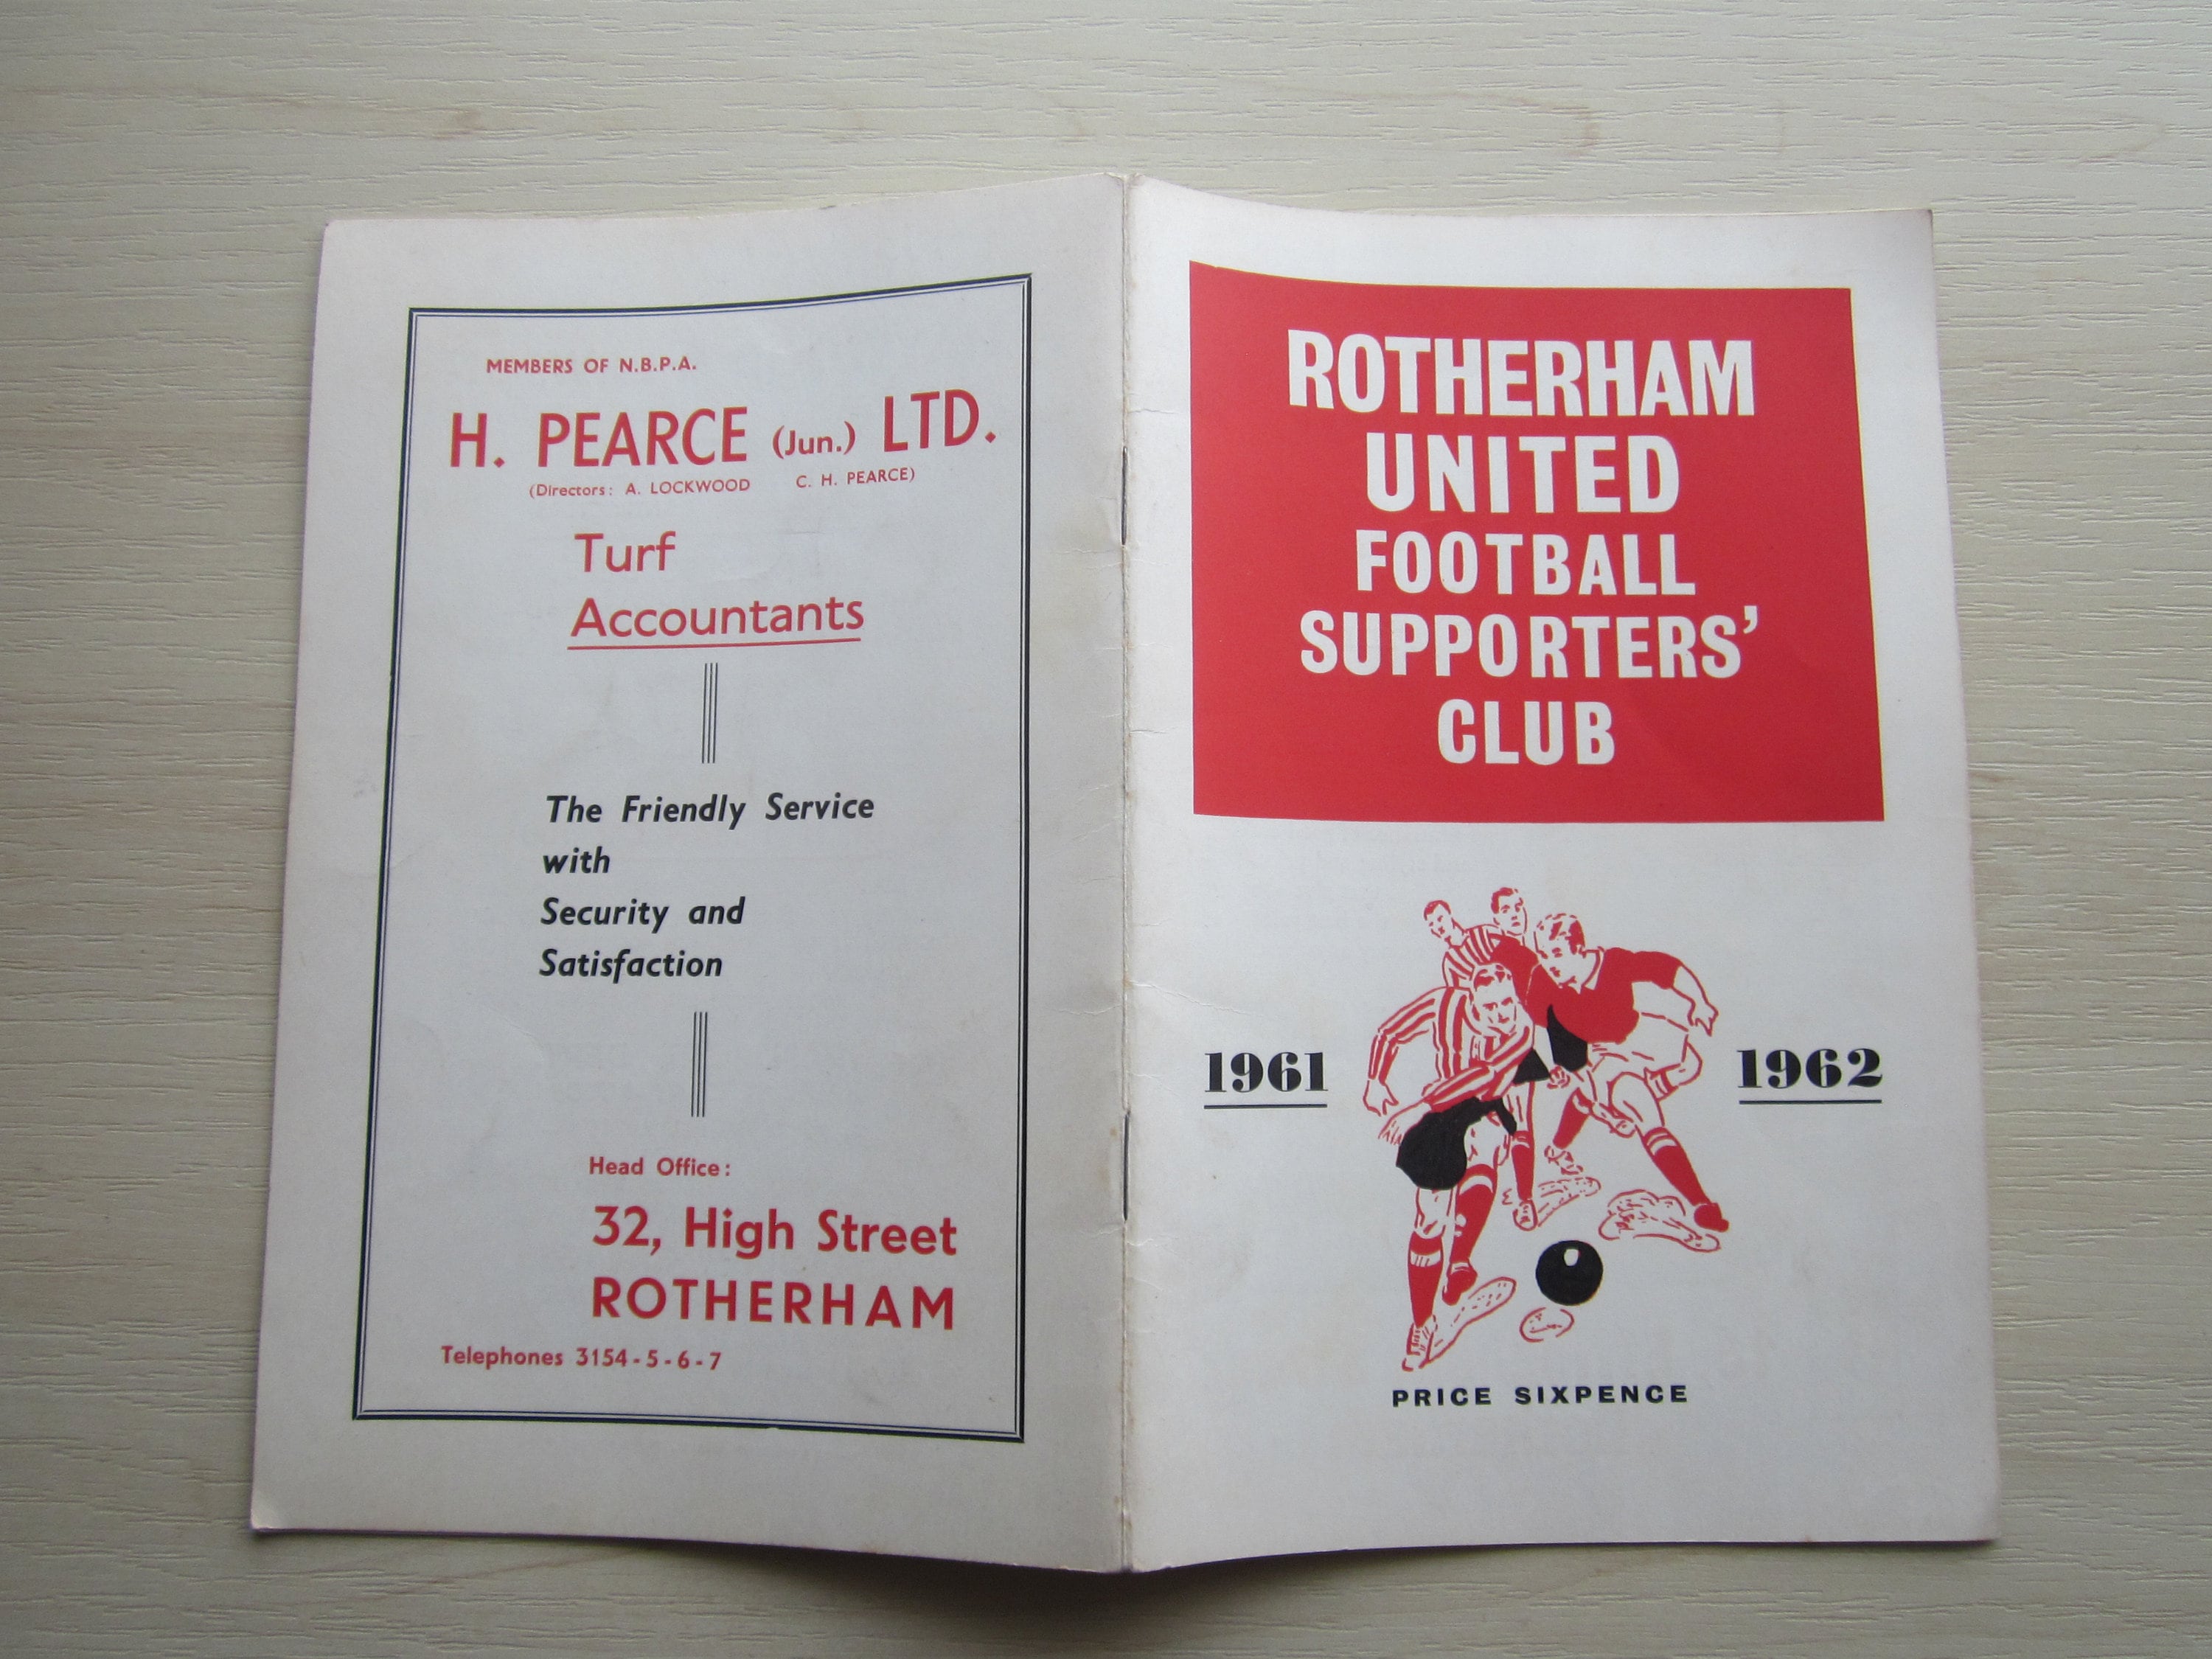 MEMBERS OF N.B.P.A.
H. PEARCE (Jun.) LTD.
(Directors: A. LOCKWOOD C. H. PEARCE)
Turf
Accountants
The Friendly Service
with
Security and
Satisfaction
Head Office:
32, High Street
ROTHERHAM
Telephones 3154-5-6-7
ROTHERHAM
UNITED
FOOTBALL
SUPPORTERS'
CLUB
1961 1962
PRICE SIXPENCE